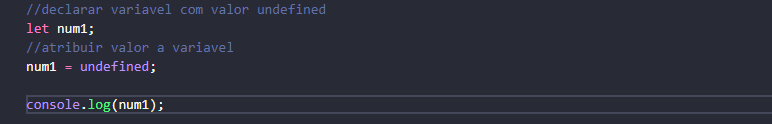 //declarar variavel com valor undefined
let num1;
//atribuir valor a variavel
num1 = undefined;
console.log(num1);